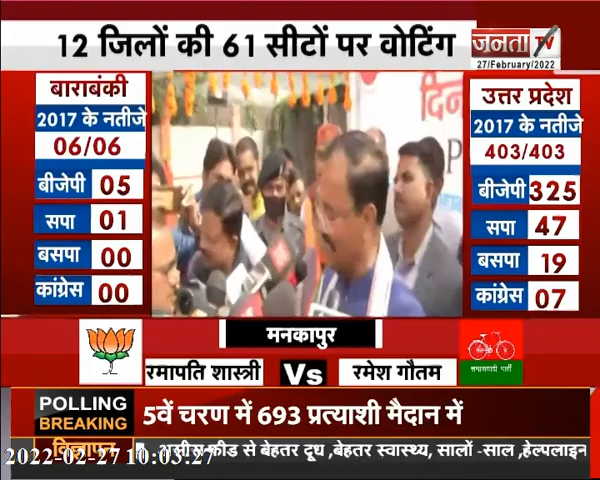 12 जिलों की 61 सीटों पर वोटिंग
जनता TV
27/February/2022
बाराबंकी
2017 के नतीजे
06/06
बीजेपी 05
सपा 01
बसपा 00
कांग्रेस 00
दिन
P
उत्तर प्रदेश
2017 के नतीजे
403/403
बीजेपी 325
सपा 47
बसपा 19
कांग्रेस 07
मनकापुर
रमापति शास्त्री Vs रमेश गौतम
समाजवादी पार्टी
POLLING
BREAKING
5वें चरण में 693 प्रत्याशी मैदान में
विज्ञापन
असीस फीड से बेहतर दूध ,बेहतर स्वास्थ्य, सालों -साल ,हेल्पलाइन
2022-02-27 10:03:27